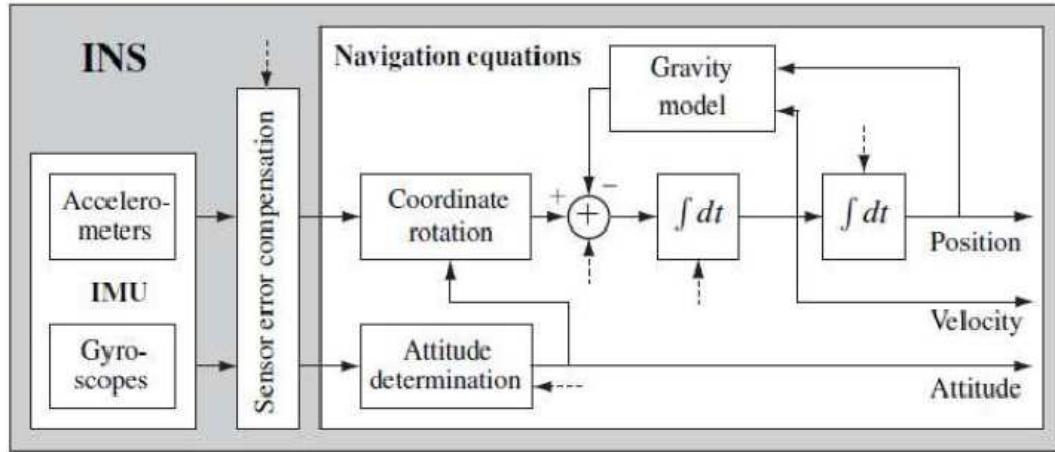 INS
Navigation equations
Gravity
model
Sensor error compensation
Accelero-
meters
IMU
Gyro-
scopes
Coordinate
rotation
+
−
+
∫ dt
∫ dt
Position
Velocity
Attitude
determination
Attitude